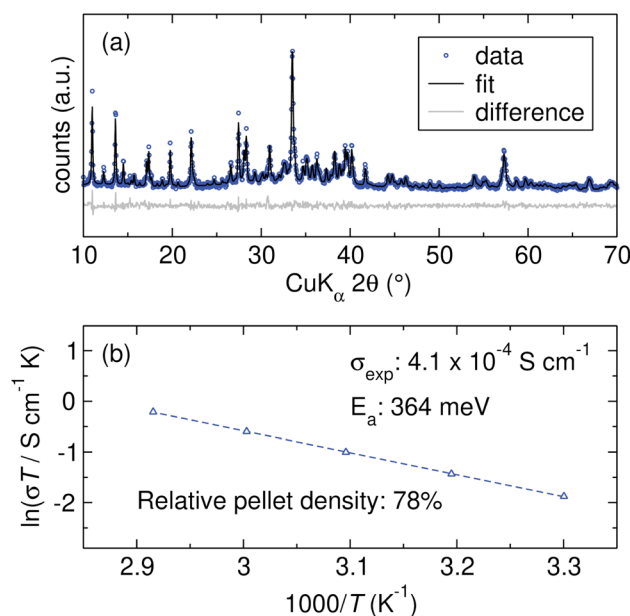 (a)
data
fit
difference
counts (a.u.)
10 20 30 40 50 60 70
CuKα 2θ (°)
(b)
σexp: 4.1 x 10⁻⁴ S cm⁻¹
Ea: 364 meV
Relative pellet density: 78%
ln(σT / S cm⁻¹ K)
1
0
-1
-2
2.9 3 3.1 3.2 3.3
1000/T (K⁻¹)